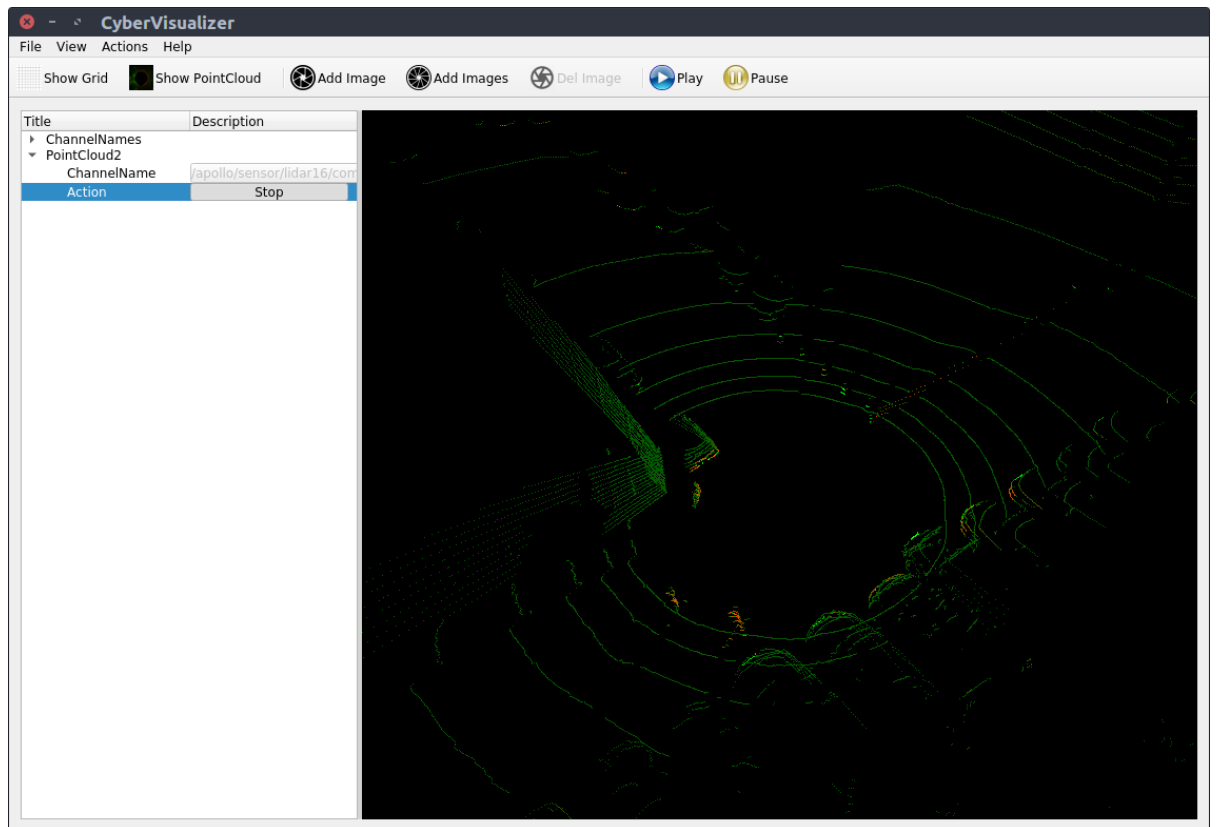 CyberVisualizer
File View Actions Help
Show Grid Show PointCloud Add Image Add Images Del Image Play Pause
Title Description
ChannelNames
PointCloud2
ChannelName /apollo/sensor/lidar16/com
Action Stop